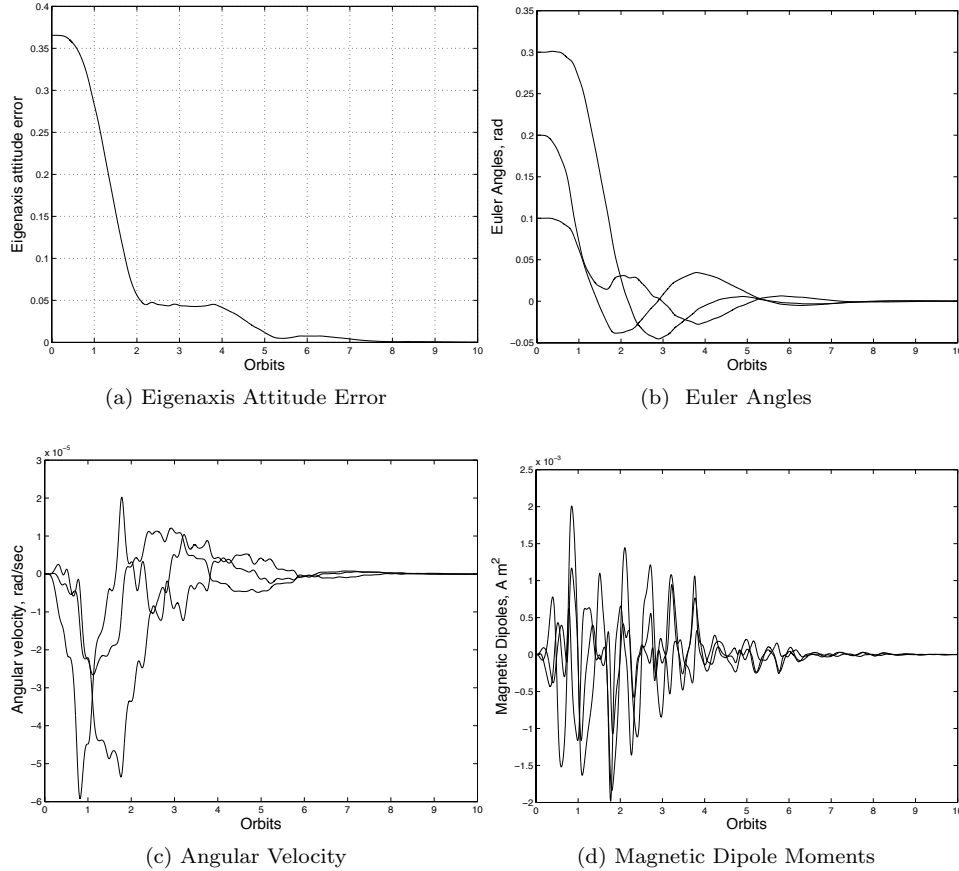 0.4
0.35
0.3
0.25
0.2
0.15
0.1
0.05
0
Eigenaxis attitude error
0 1 2 3 4 5 6 7 8 9 10
Orbits
(a) Eigenaxis Attitude Error
0.35
0.3
0.25
0.2
0.15
0.1
0.05
0
−0.05
Euler Angles, rad
0 1 2 3 4 5 6 7 8 9 10
Orbits
(b) Euler Angles
x 10⁻⁵
3
2
1
0
−1
−2
−3
−4
−5
−6
Angular velocity, rad/sec
0 1 2 3 4 5 6 7 8 9 10
Orbits
(c) Angular Velocity
x 10⁻³
2.5
2
1.5
1
0.5
0
−0.5
−1
−1.5
−2
Magnetic Dipoles, A m²
0 1 2 3 4 5 6 7 8 9 10
Orbits
(d) Magnetic Dipole Moments